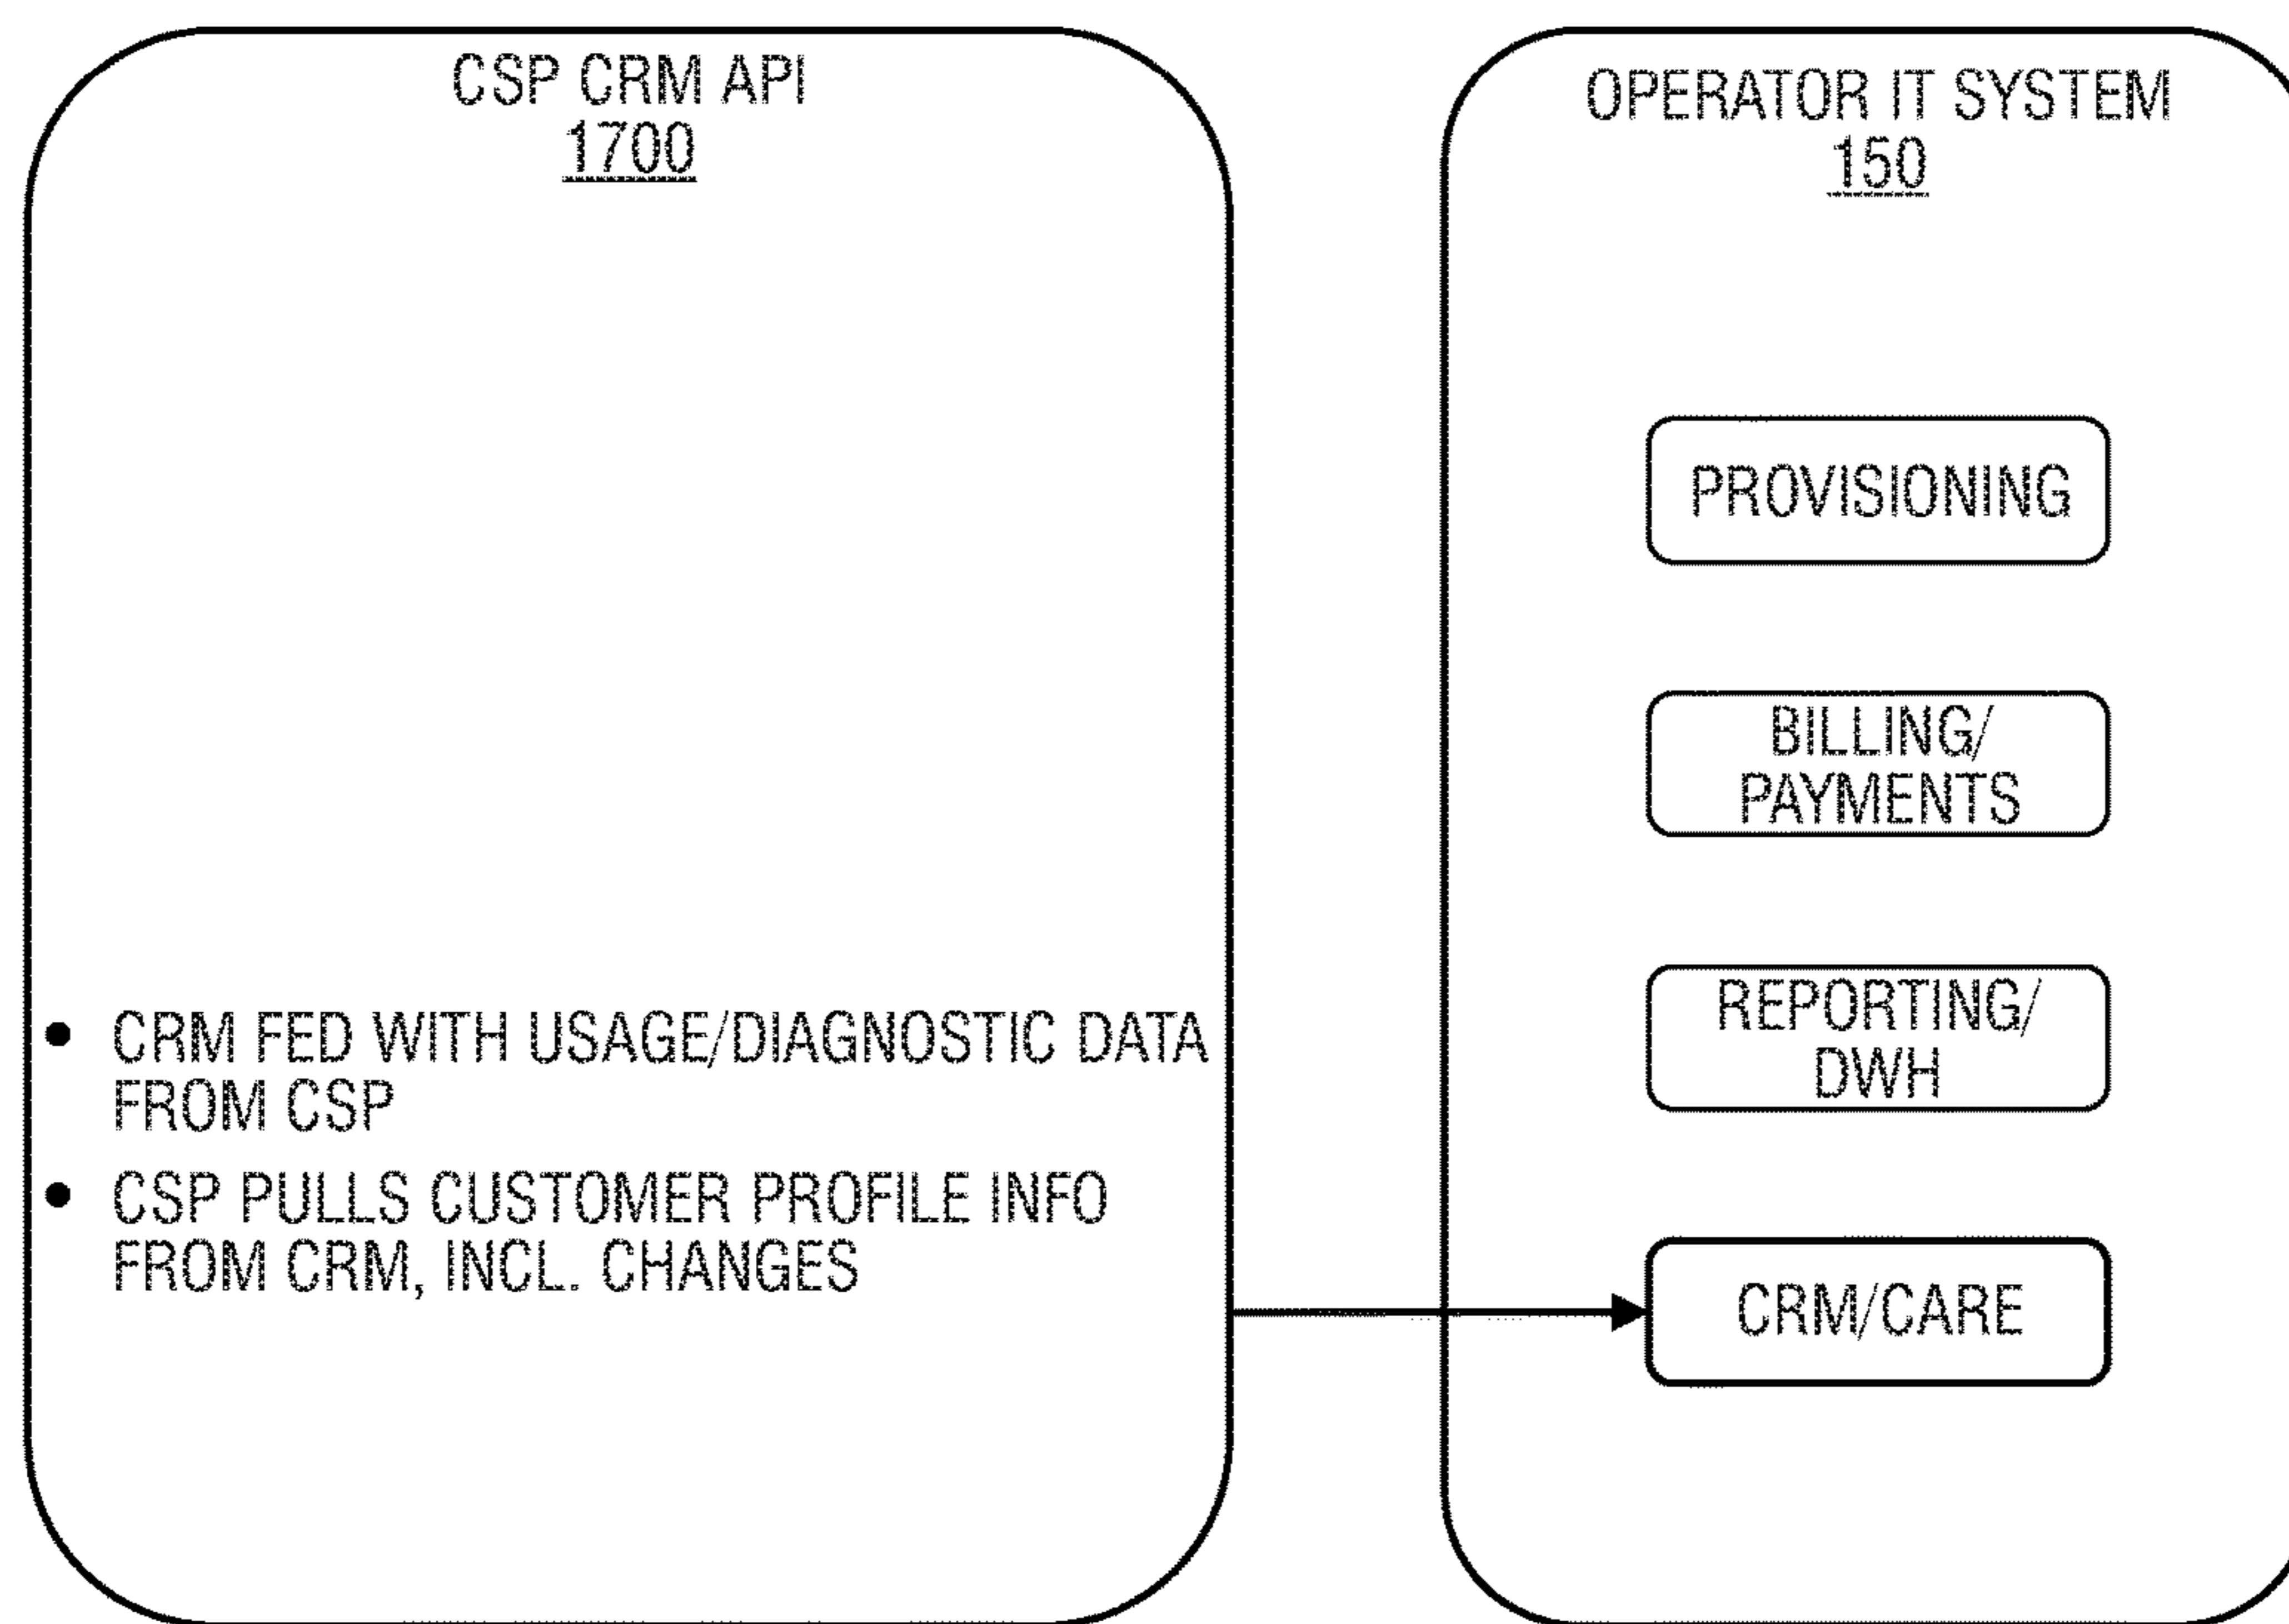 CSP CRM API
1700
• CRM FED WITH USAGE/DIAGNOSTIC DATA
FROM CSP
• CSP PULLS CUSTOMER PROFILE INFO
FROM CRM, INCL. CHANGES
OPERATOR IT SYSTEM
150
PROVISIONING
BILLING/
PAYMENTS
REPORTING/
DWH
CRM/CARE